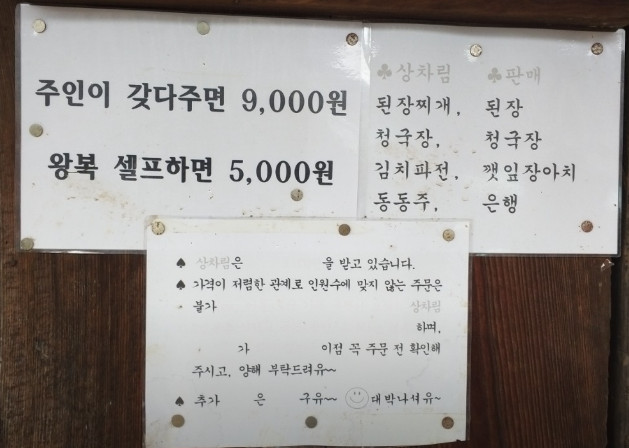 주인이 갖다주면 9,000원
왕복 셀프하면 5,000원
♣상차림 ♣판매
된장찌개, 된장
청국장, 청국장
김치파전, 깻잎장아치
동동주, 은행
♠ 상차림은 을 받고 있습니다.
♠ 가격이 저렴한 관계로 인원수에 맞지 않는 주문은
불가 상차림
하며,
가 이점 꼭 주문 전 확인해
주시고, 양해 부탁드려유~~
♠ 추가 은 구유~~ 대박나셔유~